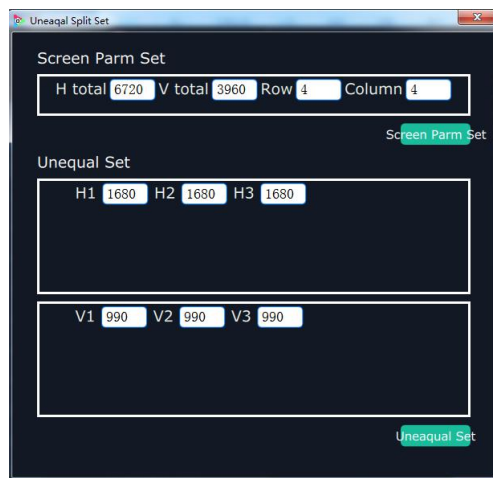 Uneaqal Split Set
Screen Parm Set
H total 6720 V total 3960 Row 4 Column 4
Screen Parm Set
Unequal Set
H1 1680 H2 1680 H3 1680
V1 990 V2 990 V3 990
Uneaqual Set